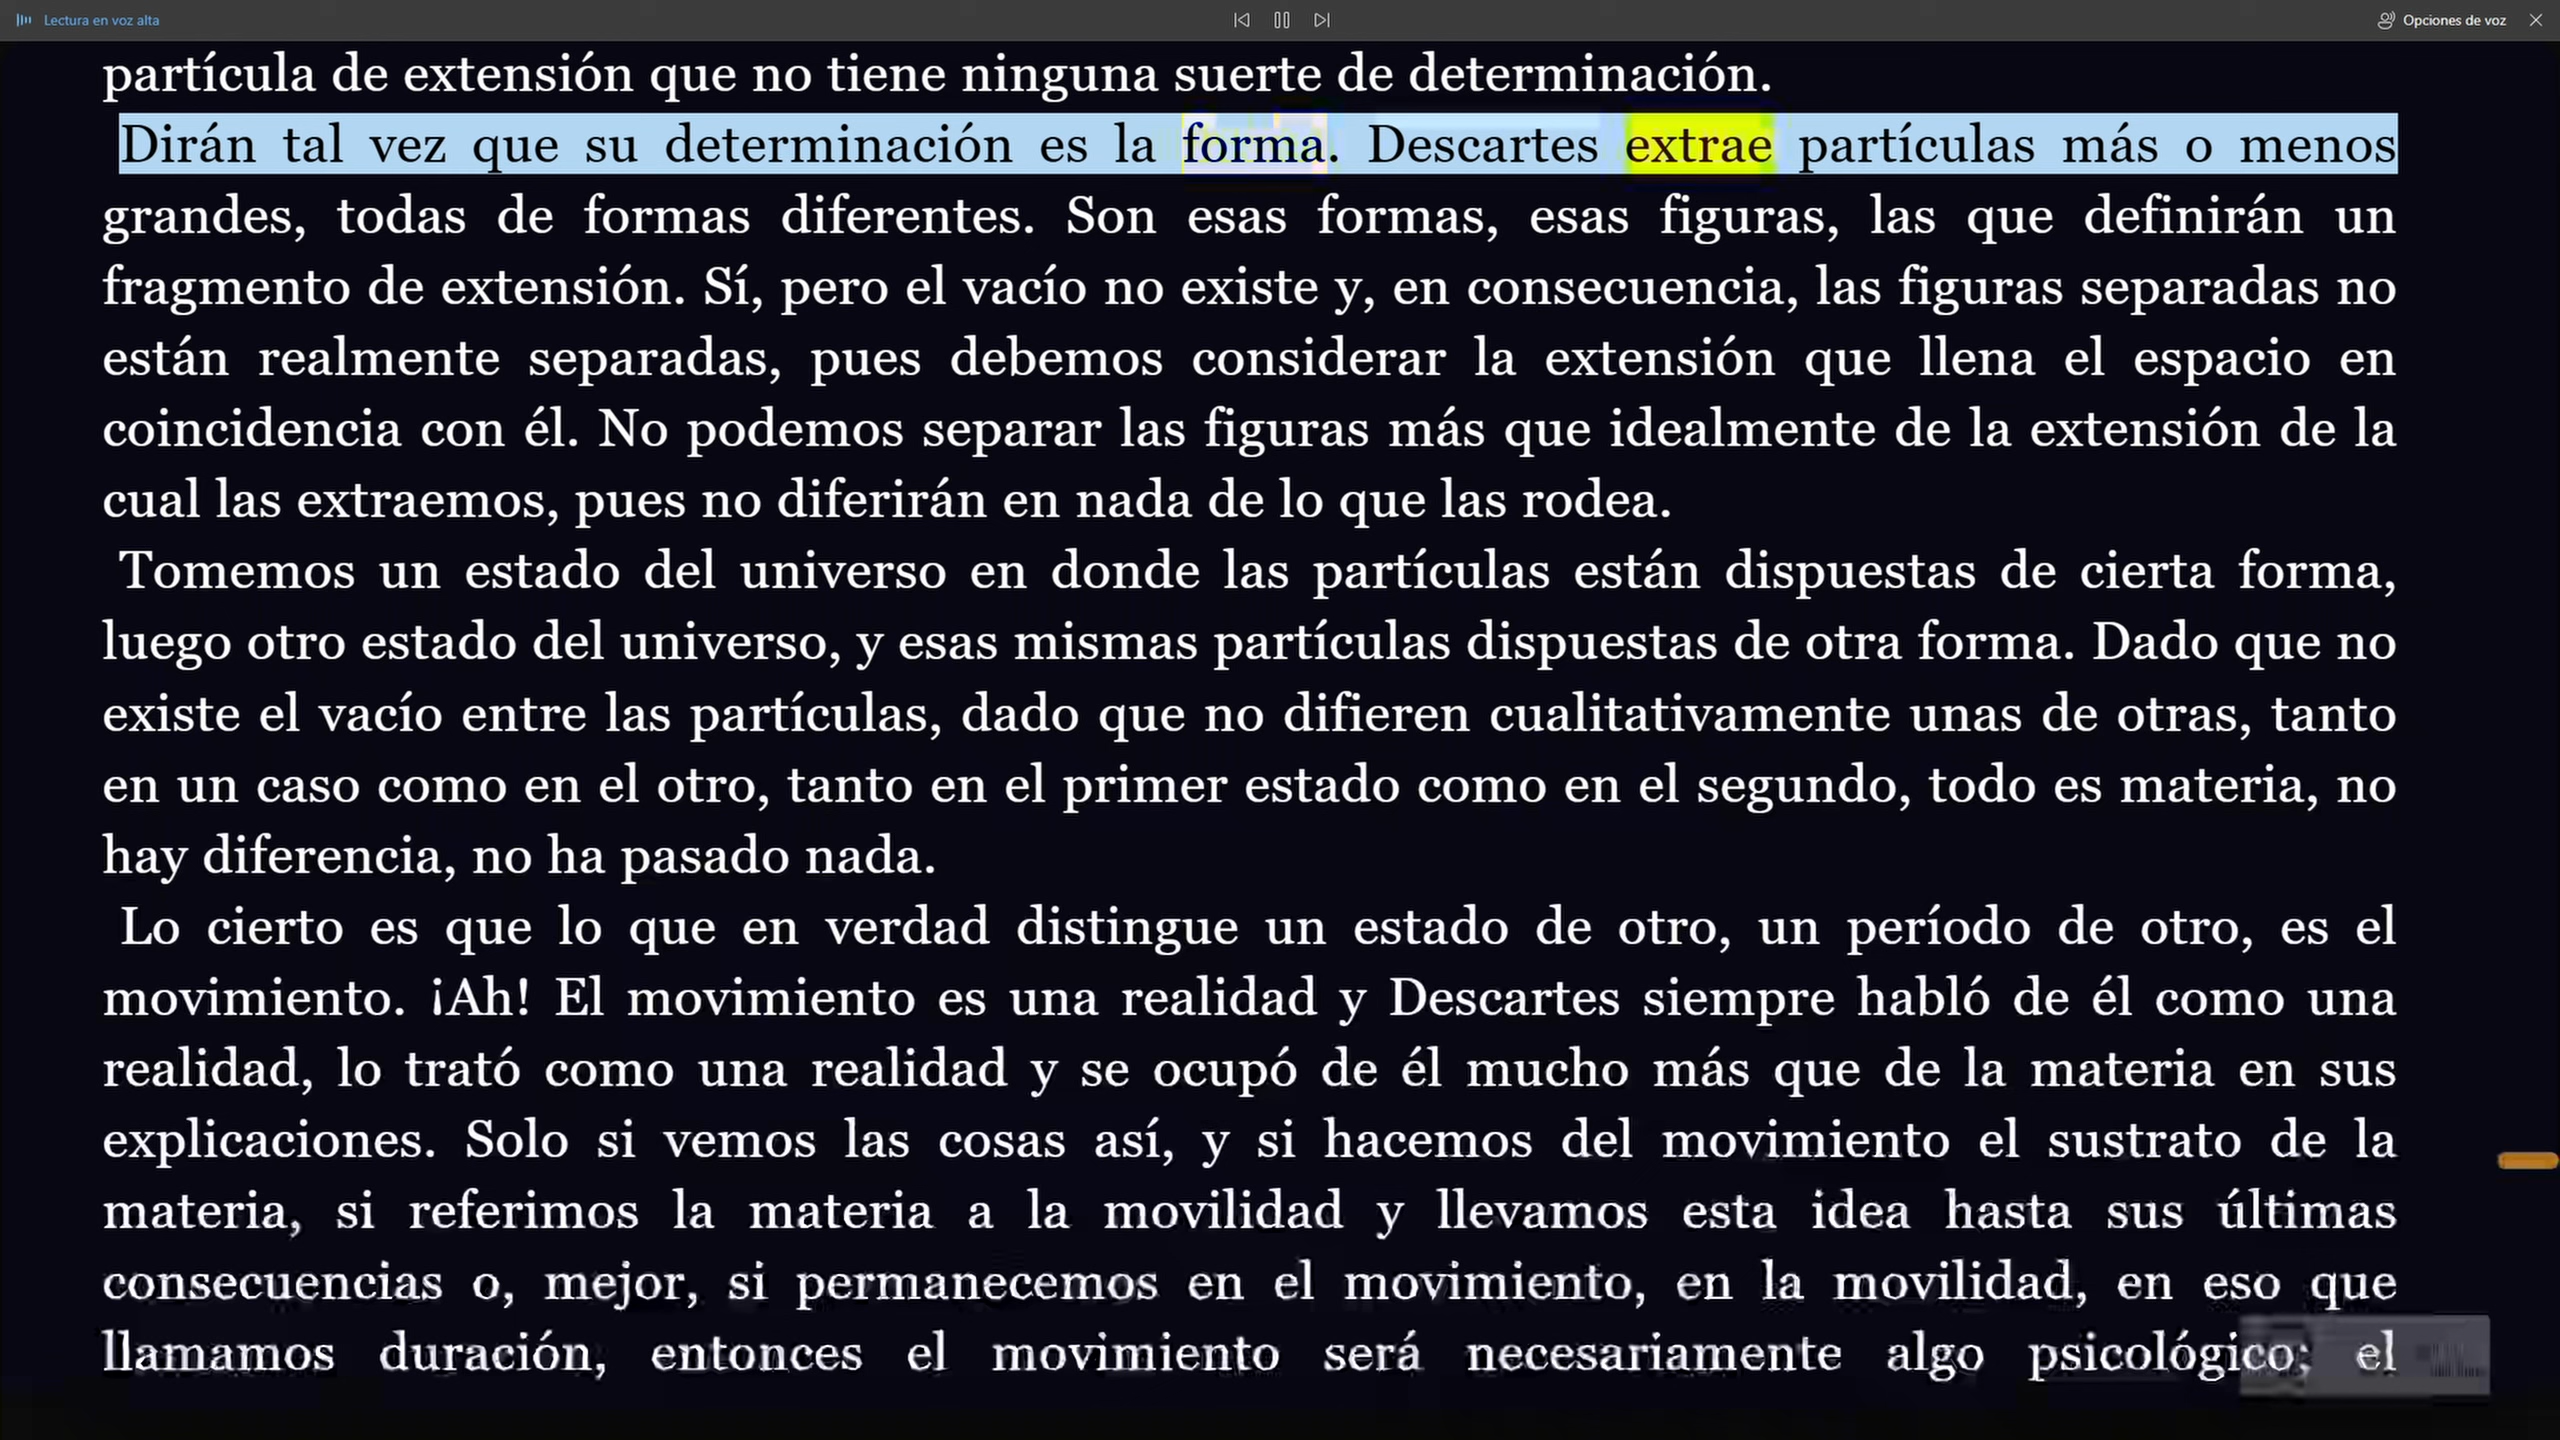 Lectura en voz alta
Opciones de voz
partícula de extensión que no tiene ninguna suerte de determinación.
Dirán tal vez que su determinación es la forma. Descartes extrae partículas más o menos
grandes, todas de formas diferentes. Son esas formas, esas figuras, las que definirán un
fragmento de extensión. Sí, pero el vacío no existe y, en consecuencia, las figuras separadas no
están realmente separadas, pues debemos considerar la extensión que llena el espacio en
coincidencia con él. No podemos separar las figuras más que idealmente de la extensión de la
cual las extraemos, pues no diferirán en nada de lo que las rodea.
Tomemos un estado del universo en donde las partículas están dispuestas de cierta forma,
luego otro estado del universo, y esas mismas partículas dispuestas de otra forma. Dado que no
existe el vacío entre las partículas, dado que no difieren cualitativamente unas de otras, tanto
en un caso como en el otro, tanto en el primer estado como en el segundo, todo es materia, no
hay diferencia, no ha pasado nada.
Lo cierto es que lo que en verdad distingue un estado de otro, un período de otro, es el
movimiento. ¡Ah! El movimiento es una realidad y Descartes siempre habló de él como una
realidad, lo trató como una realidad y se ocupó de él mucho más que de la materia en sus
explicaciones. Solo si vemos las cosas así, y si hacemos del movimiento el sustrato de la
materia, si referimos la materia a la movilidad y llevamos esta idea hasta sus últimas
consecuencias o, mejor, si permanecemos en el movimiento, en la movilidad, en eso que
llamamos duración, entonces el movimiento será necesariamente algo psicológico; el